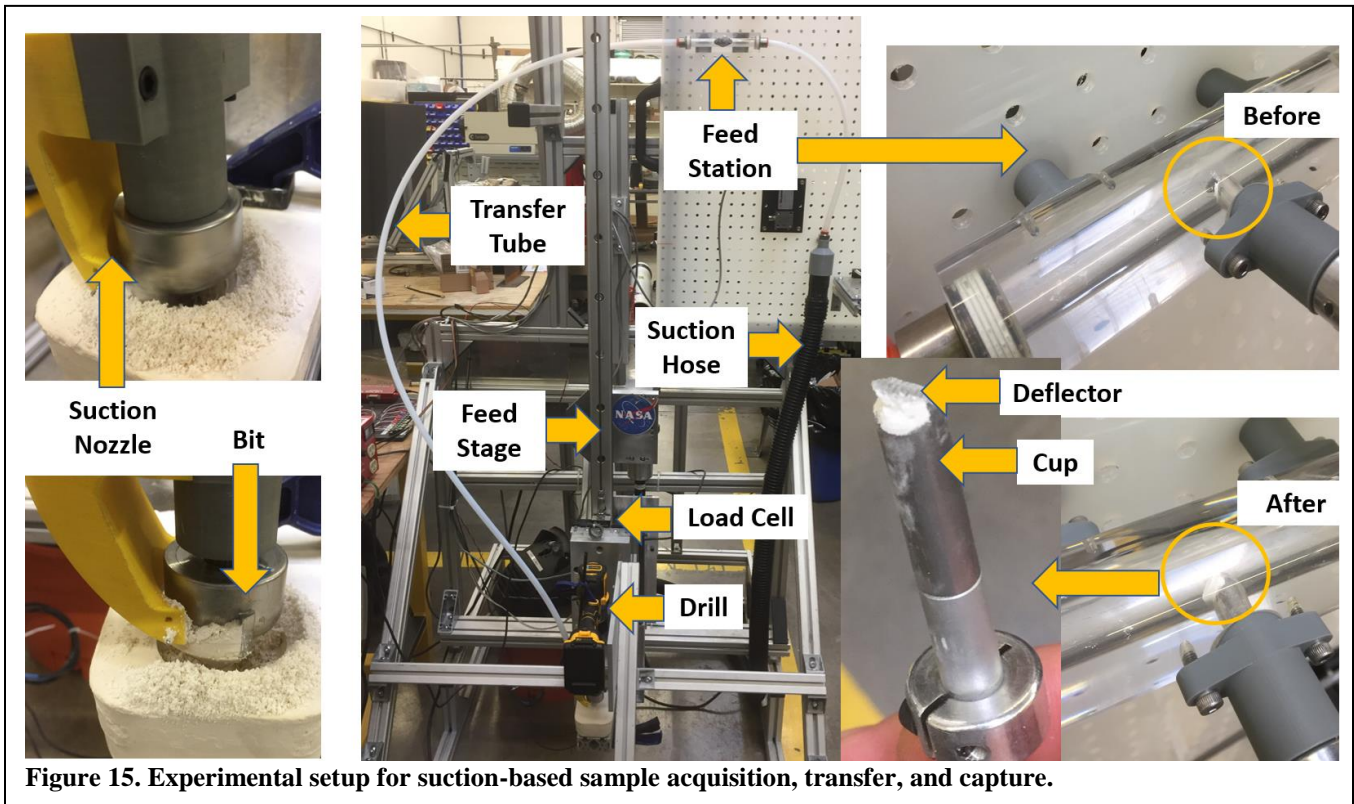 Suction
Nozzle
Bit
Transfer
Tube
Feed
Station
Suction
Hose
Feed
Stage
NASA
Load Cell
Drill
Before
Deflector
Cup
After
Figure 15. Experimental setup for suction-based sample acquisition, transfer, and capture.